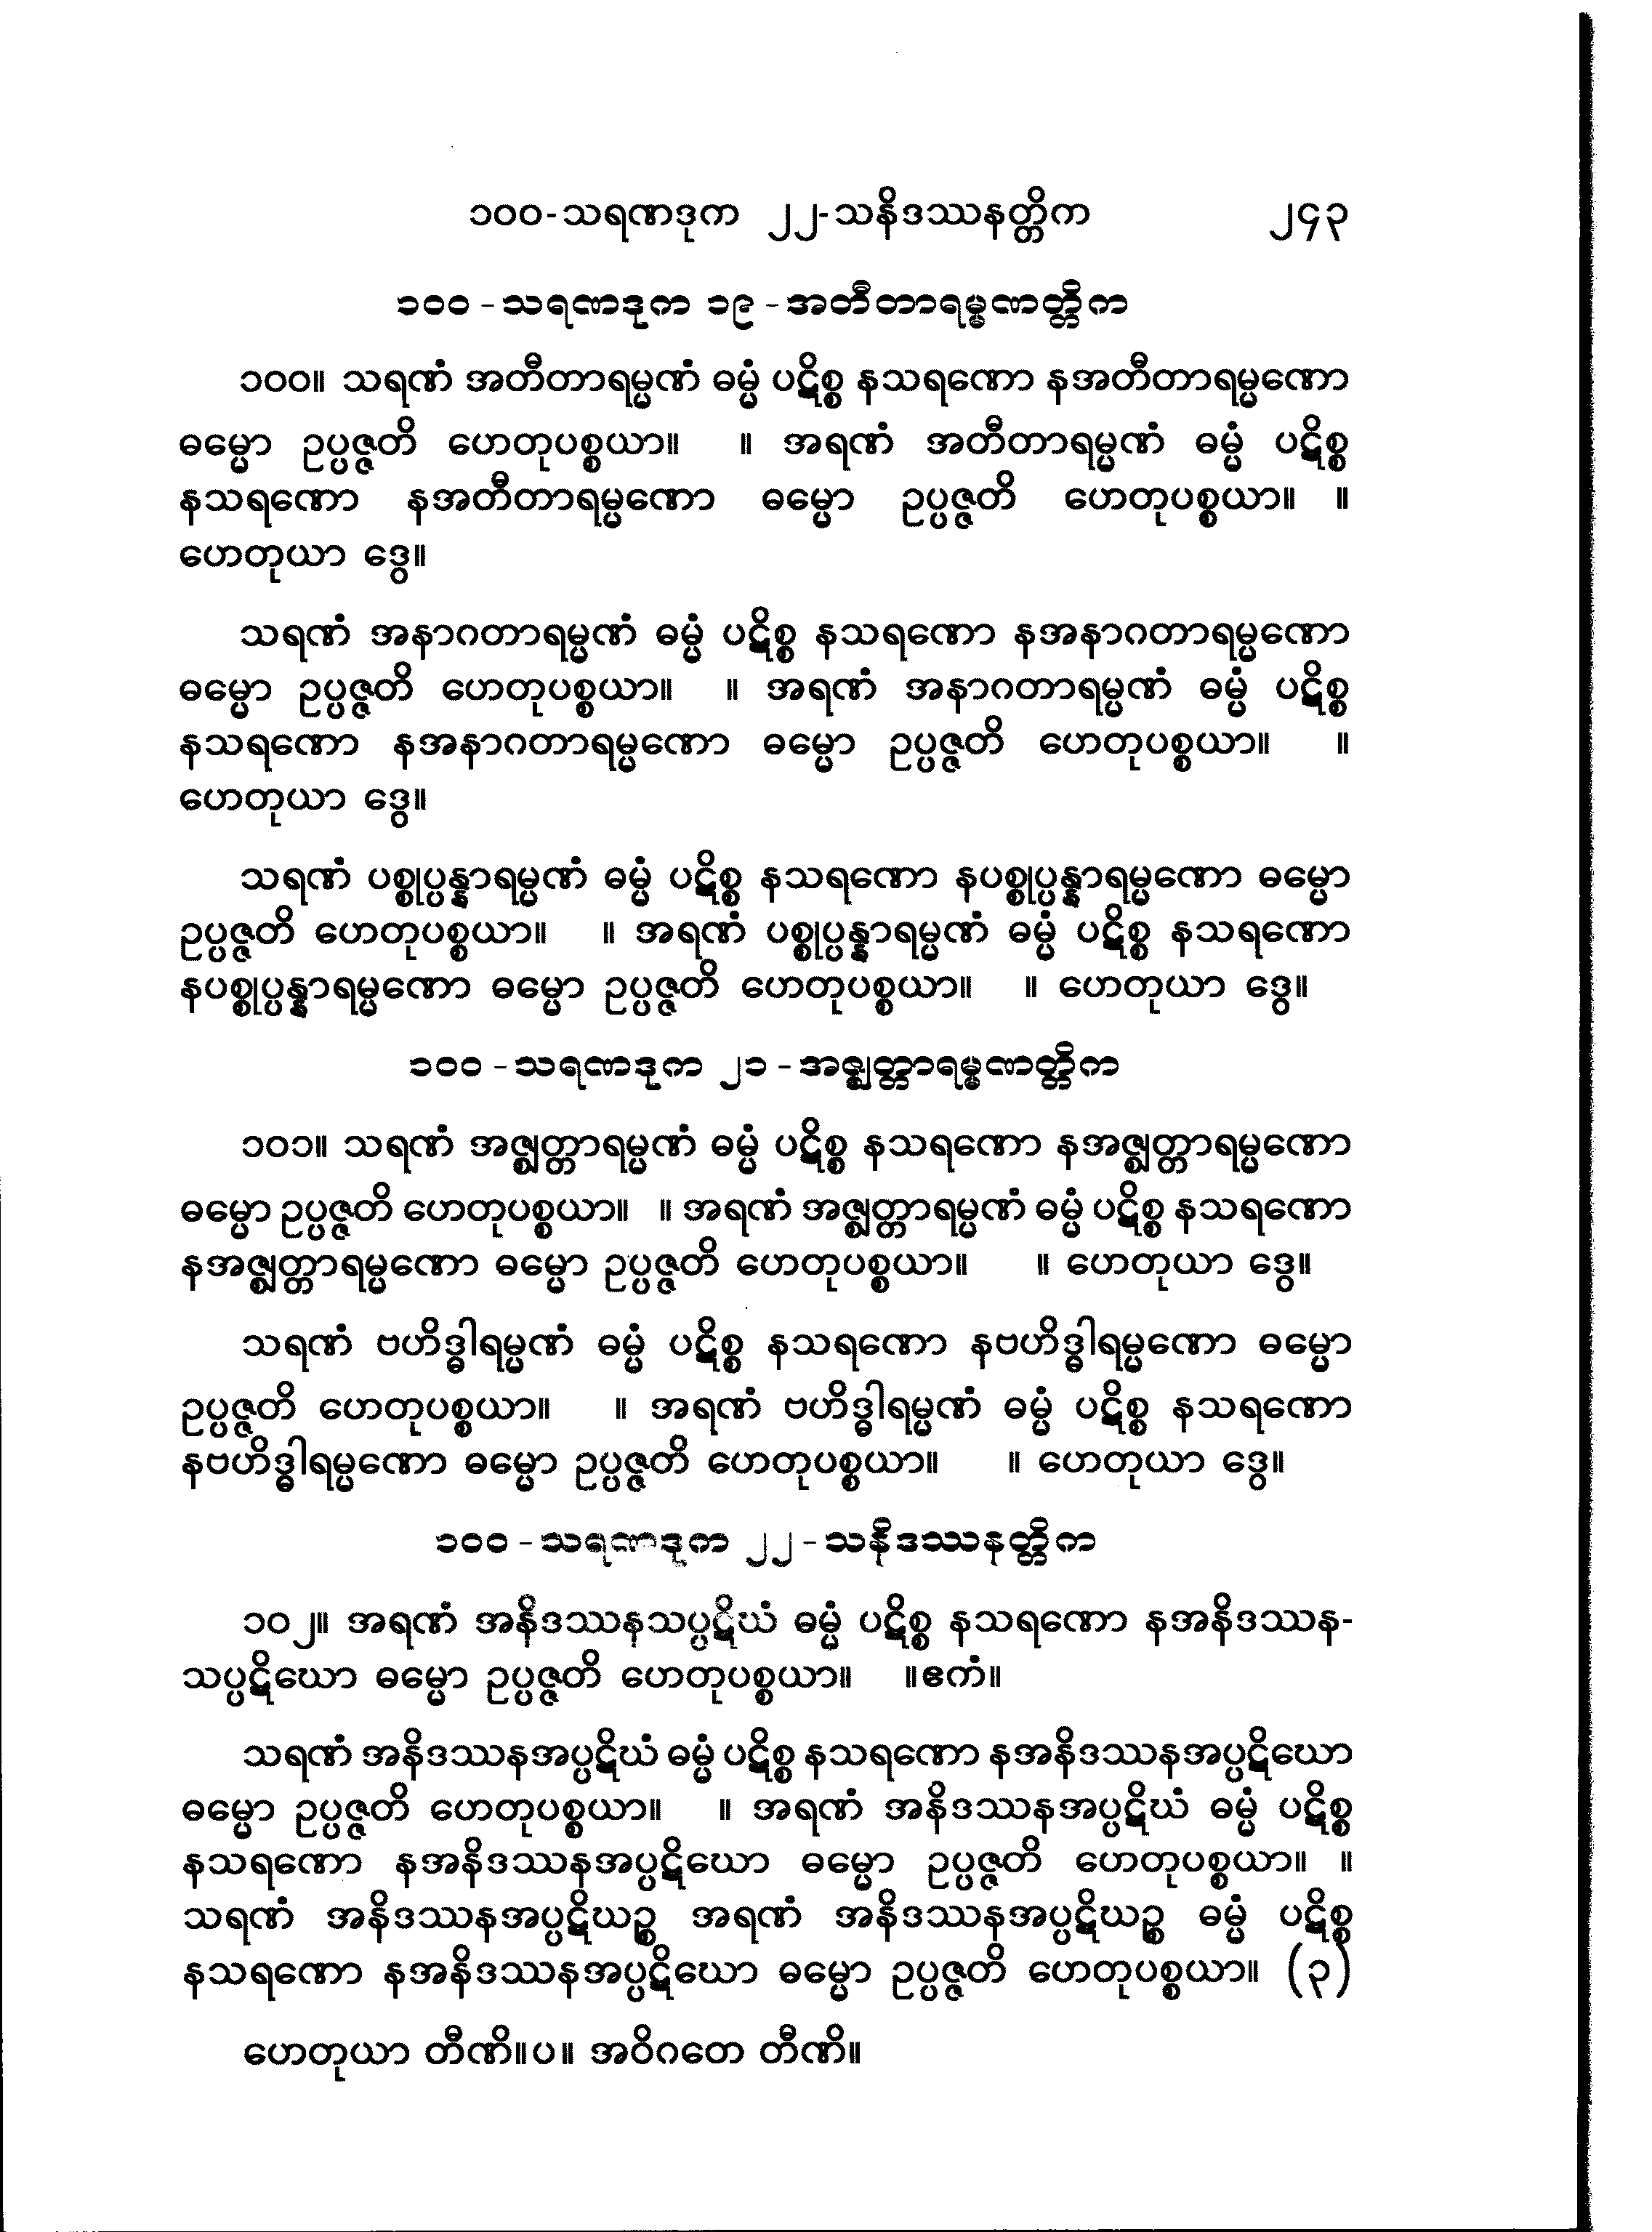 ၁၀၀-သရဏဒုက ၂၂-သနိဒဿနတ္တိက ၂၄၃
၁၀၀-သရဏဒုက ၁၉-အတီတာရမ္မဏတ္တိက
၁၀၀။ သရဏံ အတီတာရမ္မဏံ ဓမ္မံ ပဋိစ္စ နသရဏော နအတီတာရမ္မဏော
ဓမ္မော ဥပ္ပဇ္ဇတိ ဟေတုပစ္စယာ။ ။ အရဏံ အတီတာရမ္မဏံ ဓမ္မံ ပဋိစ္စ
နသရဏော နအတီတာရမ္မဏော ဓမ္မော ဥပ္ပဇ္ဇတိ ဟေတုပစ္စယာ။ ။
ဟေတုယာ ဒွေ။
သရဏံ အနာဂတာရမ္မဏံ ဓမ္မံ ပဋိစ္စ နသရဏော နအနာဂတာရမ္မဏော
ဓမ္မော ဥပ္ပဇ္ဇတိ ဟေတုပစ္စယာ။ ။ အရဏံ အနာဂတာရမ္မဏံ ဓမ္မံ ပဋိစ္စ
နသရဏော နအနာဂတာရမ္မဏော ဓမ္မော ဥပ္ပဇ္ဇတိ ဟေတုပစ္စယာ။ ။
ဟေတုယာ ဒွေ။
သရဏံ ပစ္စုပ္ပန္နာရမ္မဏံ ဓမ္မံ ပဋိစ္စ နသရဏော နပစ္စုပ္ပန္နာရမ္မဏော ဓမ္မော
ဥပ္ပဇ္ဇတိ ဟေတုပစ္စယာ။ ။ အရဏံ ပစ္စုပ္ပန္နာရမ္မဏံ ဓမ္မံ ပဋိစ္စ နသရဏော
နပစ္စုပ္ပန္နာရမ္မဏော ဓမ္မော ဥပ္ပဇ္ဇတိ ဟေတုပစ္စယာ။ ။ ဟေတုယာ ဒွေ။
၁၀၀-သရဏဒုက ၂၁-အဇ္ဈတ္တာရမ္မဏတ္တိက
၁၀၁။ သရဏံ အဇ္ဈတ္တာရမ္မဏံ ဓမ္မံ ပဋိစ္စ နသရဏော နအဇ္ဈတ္တာရမ္မဏော
ဓမ္မော ဥပ္ပဇ္ဇတိ ဟေတုပစ္စယာ။ ။ အရဏံ အဇ္ဈတ္တာရမ္မဏံ ဓမ္မံ ပဋိစ္စ နသရဏော
နအဇ္ဈတ္တာရမ္မဏော ဓမ္မော ဥပ္ပဇ္ဇတိ ဟေတုပစ္စယာ။ ။ ဟေတုယာ ဒွေ။
သရဏံ ဗဟိဒ္ဓါရမ္မဏံ ဓမ္မံ ပဋိစ္စ နသရဏော နဗဟိဒ္ဓါရမ္မဏော ဓမ္မော
ဥပ္ပဇ္ဇတိ ဟေတုပစ္စယာ။ ။ အရဏံ ဗဟိဒ္ဓါရမ္မဏံ ဓမ္မံ ပဋိစ္စ နသရဏော
နဗဟိဒ္ဓါရမ္မဏော ဓမ္မော ဥပ္ပဇ္ဇတိ ဟေတုပစ္စယာ။ ။ ဟေတုယာ ဒွေ။
၁၀၀-သရဏဒုက ၂၂-သနိဒဿနတ္တိက
၁၀၂။ အရဏံ အနိဒဿနသပ္ပဋိဃံ ဓမ္မံ ပဋိစ္စ နသရဏော နအနိဒဿန-
သပ္ပဋိဃော ဓမ္မော ဥပ္ပဇ္ဇတိ ဟေတုပစ္စယာ။ ။ဧကံ။
သရဏံ အနိဒဿနအပ္ပဋိဃံ ဓမ္မံ ပဋိစ္စ နသရဏော နအနိဒဿနအပ္ပဋိဃော
ဓမ္မော ဥပ္ပဇ္ဇတိ ဟေတုပစ္စယာ။ ။ အရဏံ အနိဒဿနအပ္ပဋိဃံ ဓမ္မံ ပဋိစ္စ
နသရဏော နအနိဒဿနအပ္ပဋိဃော ဓမ္မော ဥပ္ပဇ္ဇတိ ဟေတုပစ္စယာ။ ။
သရဏံ အနိဒဿနအပ္ပဋိဃဉ္စ အရဏံ အနိဒဿနအပ္ပဋိဃဉ္စ ဓမ္မံ ပဋိစ္စ
နသရဏော နအနိဒဿနအပ္ပဋိဃော ဓမ္မော ဥပ္ပဇ္ဇတိ ဟေတုပစ္စယာ။ (၃)
ဟေတုယာ တီဏိ။ပ။ အဝိဂတေ တီဏိ။